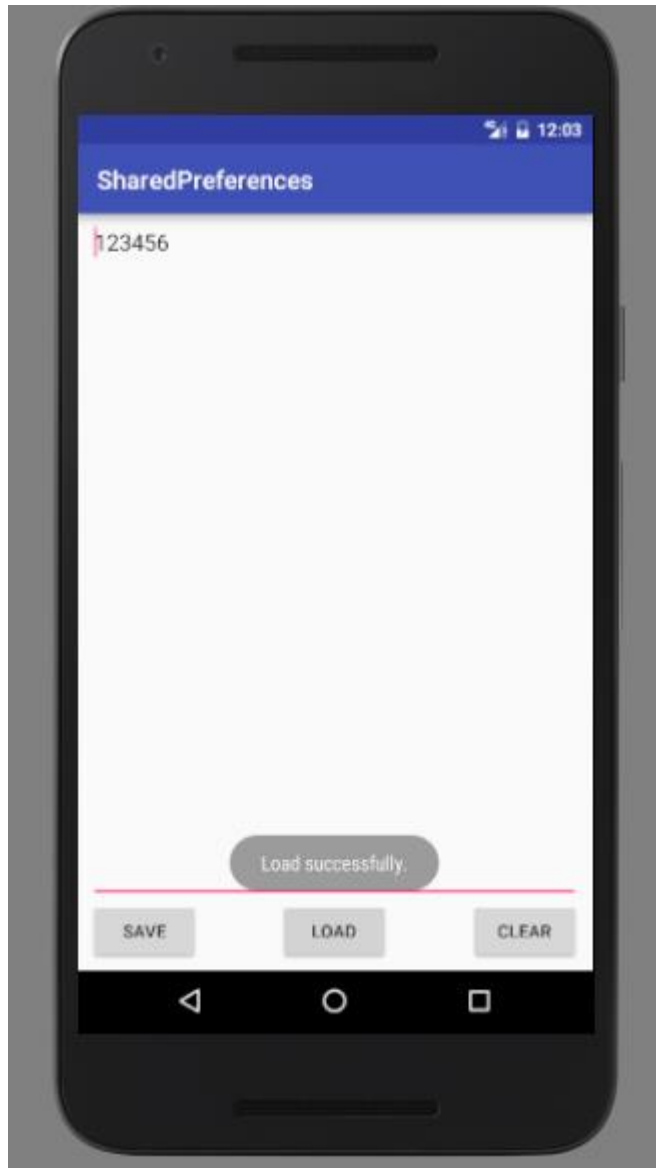 12:03
SharedPreferences
123456
Load successfully.
SAVE
LOAD
CLEAR